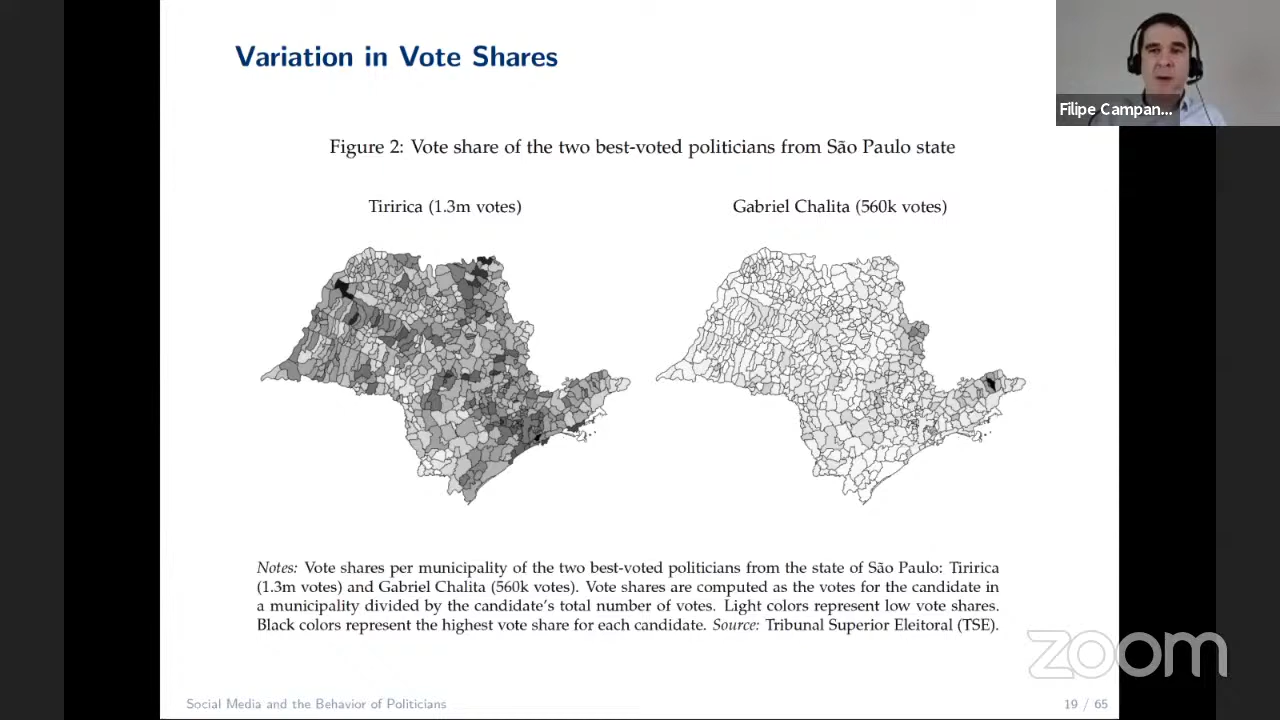 Variation in Vote Shares
Filipe Campan...
Figure 2: Vote share of the two best-voted politicians from São Paulo state
Tiririca (1.3m votes)
Gabriel Chalita (560k votes)
Notes: Vote shares per municipality of the two best-voted politicians from the state of São Paulo: Tiririca
(1.3m votes) and Gabriel Chalita (560k votes). Vote shares are computed as the votes for the candidate in
a municipality divided by the candidate's total number of votes. Light colors represent low vote shares.
Black colors represent the highest vote share for each candidate. Source: Tribunal Superior Eleitoral (TSE).
zoom
Social Media and the Behavior of Politicians
19 / 65